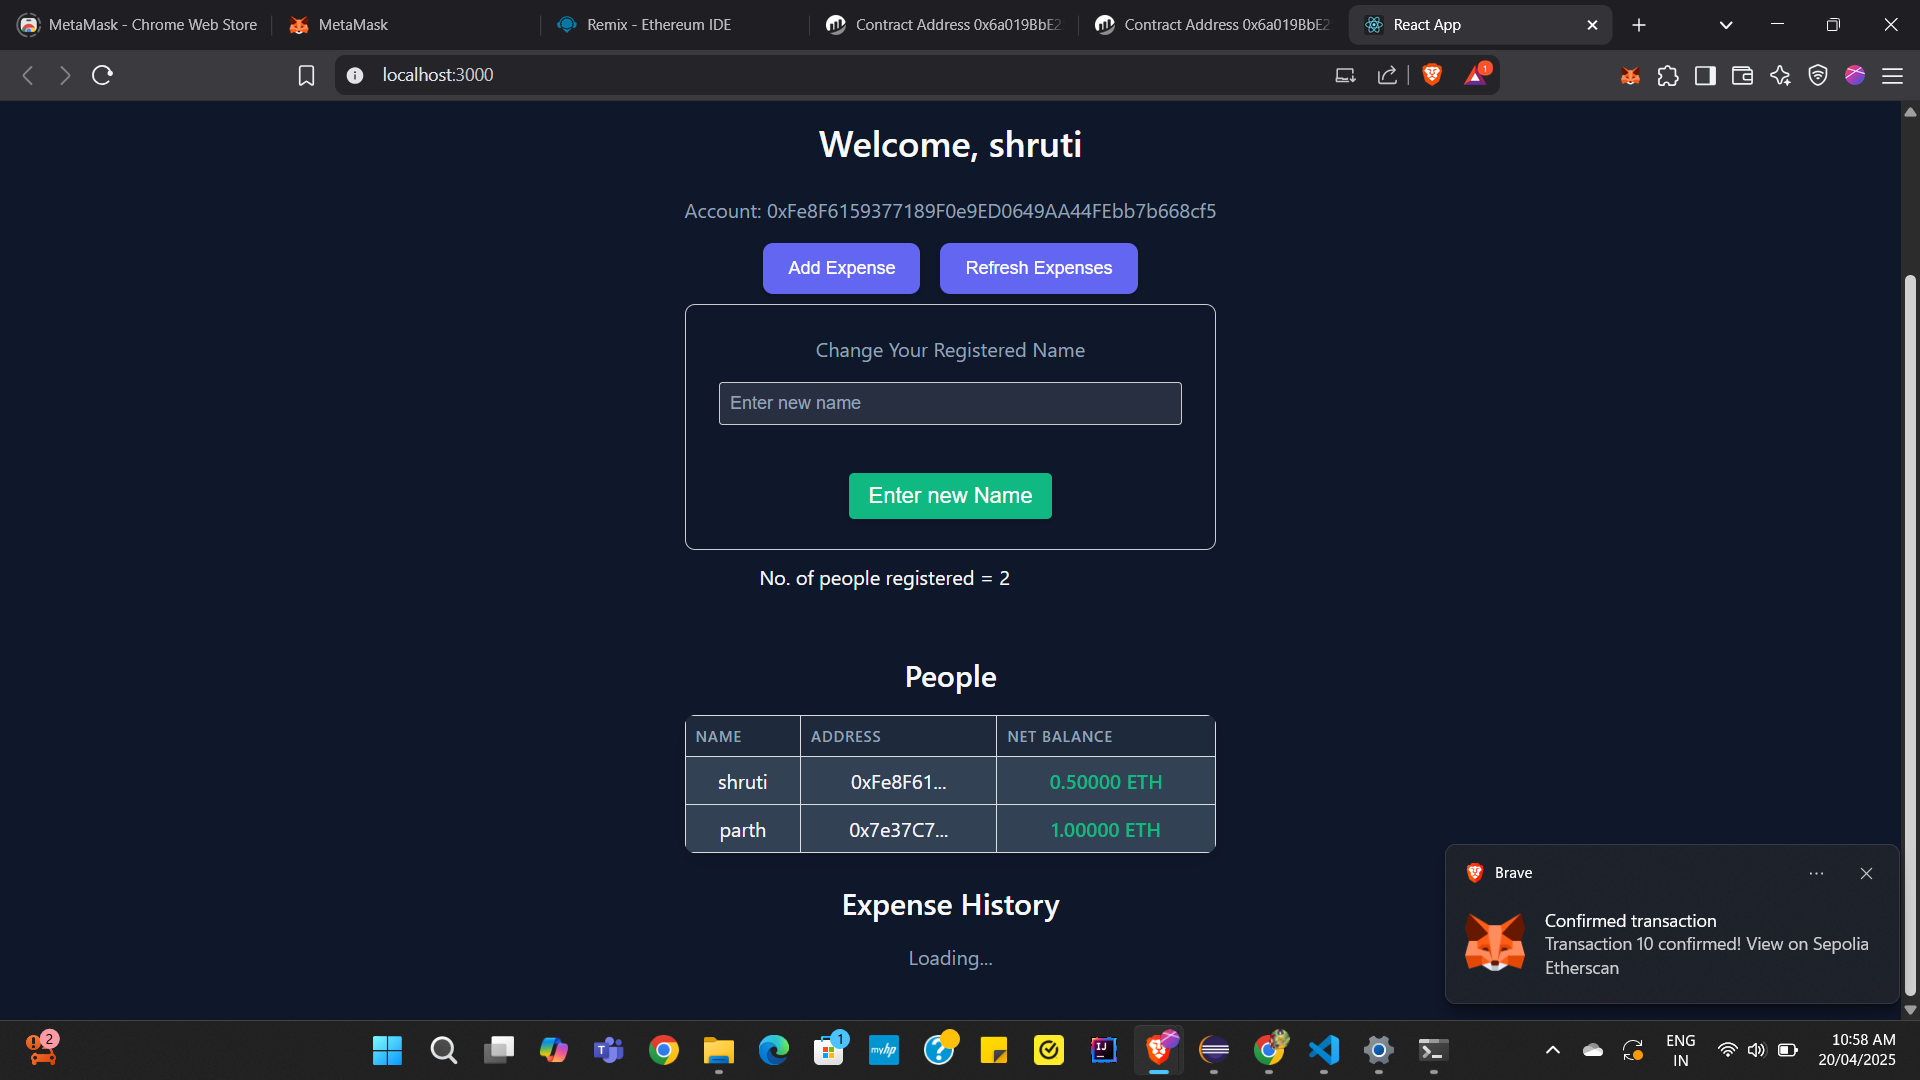 MetaMask - Chrome Web Store
MetaMask
Remix - Ethereum IDE
Contract Address 0x6a019BbE2
Contract Address 0x6a019BbE2
React App
localhost:3000
1
Welcome, shruti
Account: 0xFe8F6159377189F0e9ED0649AA44FEbb7b668cf5
Add Expense
Refresh Expenses
Change Your Registered Name
Enter new name
Enter new Name
No. of people registered = 2
People
NAME ADDRESS NET BALANCE
shruti 0xFe8F61... 0.50000 ETH
parth 0x7e37C7... 1.00000 ETH
Expense History
Loading...
Brave
Confirmed transaction
Transaction 10 confirmed! View on Sepolia
Etherscan
2
1
myhp
ENG
IN
10:58 AM
20/04/2025